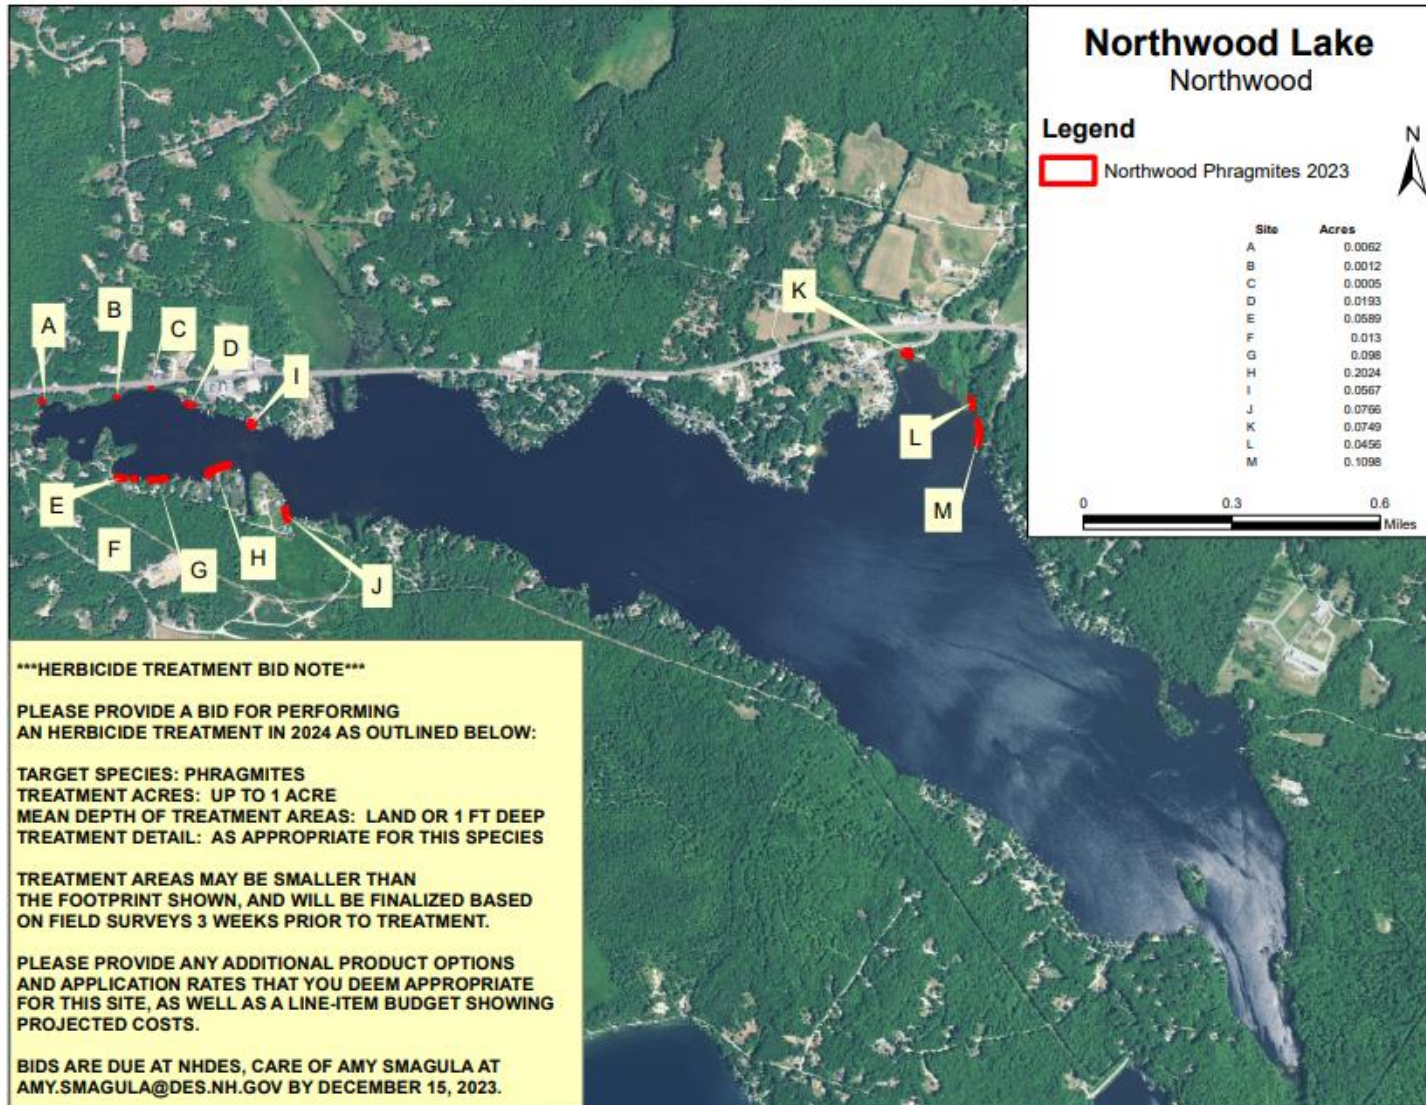 Northwood Lake
Northwood
Legend
N
Northwood Phragmites 2023
Site Acres
A 0.0062
B 0.0012
C 0.0005
D 0.0193
E 0.0589
F 0.013
G 0.098
H 0.2024
I 0.0567
J 0.0766
K 0.0749
L 0.0456
M 0.1098
0 0.3 0.6
Miles
A
B
C
D
I
K
L
M
E
F
G
H
J
***HERBICIDE TREATMENT BID NOTE***
PLEASE PROVIDE A BID FOR PERFORMING
AN HERBICIDE TREATMENT IN 2024 AS OUTLINED BELOW:
TARGET SPECIES: PHRAGMITES
TREATMENT ACRES: UP TO 1 ACRE
MEAN DEPTH OF TREATMENT AREAS: LAND OR 1 FT DEEP
TREATMENT DETAIL: AS APPROPRIATE FOR THIS SPECIES
TREATMENT AREAS MAY BE SMALLER THAN
THE FOOTPRINT SHOWN, AND WILL BE FINALIZED BASED
ON FIELD SURVEYS 3 WEEKS PRIOR TO TREATMENT.
PLEASE PROVIDE ANY ADDITIONAL PRODUCT OPTIONS
AND APPLICATION RATES THAT YOU DEEM APPROPRIATE
FOR THIS SITE, AS WELL AS A LINE-ITEM BUDGET SHOWING
PROJECTED COSTS.
BIDS ARE DUE AT NHDES, CARE OF AMY SMAGULA AT
AMY.SMAGULA@DES.NH.GOV BY DECEMBER 15, 2023.